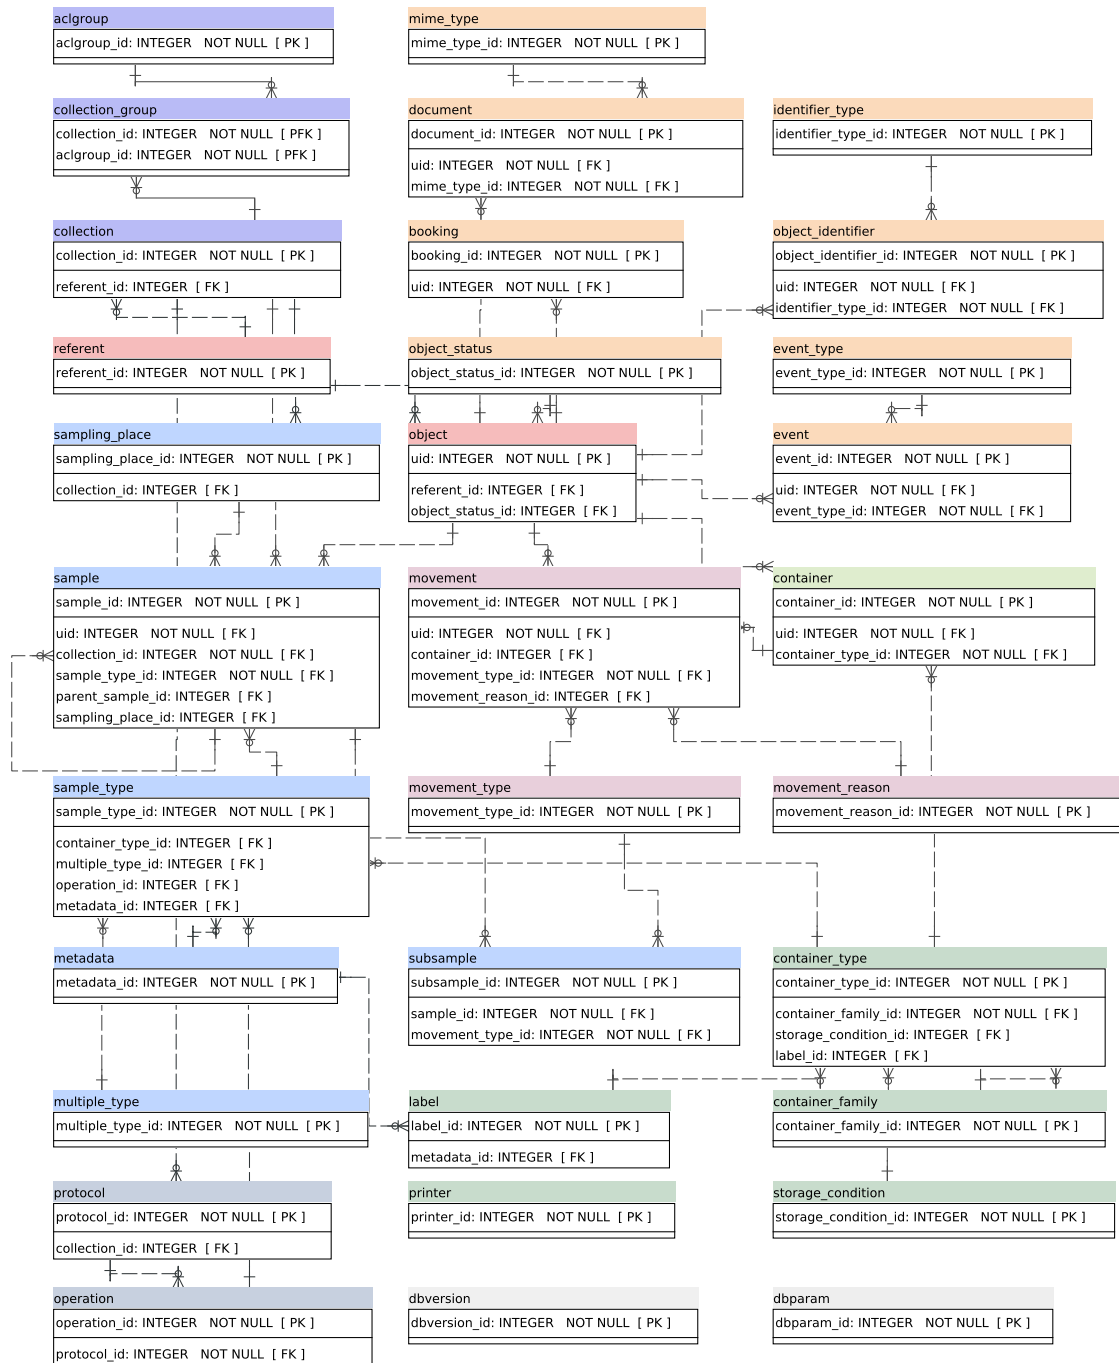 aclgroup
aclgroup_id: INTEGER NOT NULL [ PK ]
mime_type
mime_type_id: INTEGER NOT NULL [ PK ]
collection_group
collection_id: INTEGER NOT NULL [ PFK ]
aclgroup_id: INTEGER NOT NULL [ PFK ]
document
document_id: INTEGER NOT NULL [ PK ]
uid: INTEGER NOT NULL [ FK ]
mime_type_id: INTEGER NOT NULL [ FK ]
identifier_type
identifier_type_id: INTEGER NOT NULL [ PK ]
collection
collection_id: INTEGER NOT NULL [ PK ]
referent_id: INTEGER [ FK ]
booking
booking_id: INTEGER NOT NULL [ PK ]
uid: INTEGER NOT NULL [ FK ]
object_identifier
object_identifier_id: INTEGER NOT NULL [ PK ]
uid: INTEGER NOT NULL [ FK ]
identifier_type_id: INTEGER NOT NULL [ FK ]
referent
referent_id: INTEGER NOT NULL [ PK ]
object_status
object_status_id: INTEGER NOT NULL [ PK ]
event_type
event_type_id: INTEGER NOT NULL [ PK ]
sampling_place
sampling_place_id: INTEGER NOT NULL [ PK ]
collection_id: INTEGER [ FK ]
object
uid: INTEGER NOT NULL [ PK ]
referent_id: INTEGER [ FK ]
object_status_id: INTEGER [ FK ]
event
event_id: INTEGER NOT NULL [ PK ]
uid: INTEGER NOT NULL [ FK ]
event_type_id: INTEGER NOT NULL [ FK ]
sample
sample_id: INTEGER NOT NULL [ PK ]
uid: INTEGER NOT NULL [ FK ]
collection_id: INTEGER NOT NULL [ FK ]
sample_type_id: INTEGER NOT NULL [ FK ]
parent_sample_id: INTEGER [ FK ]
sampling_place_id: INTEGER [ FK ]
movement
movement_id: INTEGER NOT NULL [ PK ]
uid: INTEGER NOT NULL [ FK ]
container_id: INTEGER [ FK ]
movement_type_id: INTEGER NOT NULL [ FK ]
movement_reason_id: INTEGER [ FK ]
container
container_id: INTEGER NOT NULL [ PK ]
uid: INTEGER NOT NULL [ FK ]
container_type_id: INTEGER NOT NULL [ FK ]
sample_type
sample_type_id: INTEGER NOT NULL [ PK ]
container_type_id: INTEGER [ FK ]
multiple_type_id: INTEGER [ FK ]
operation_id: INTEGER [ FK ]
metadata_id: INTEGER [ FK ]
movement_type
movement_type_id: INTEGER NOT NULL [ PK ]
movement_reason
movement_reason_id: INTEGER NOT NULL [ PK ]
metadata
metadata_id: INTEGER NOT NULL [ PK ]
subsample
subsample_id: INTEGER NOT NULL [ PK ]
sample_id: INTEGER NOT NULL [ FK ]
movement_type_id: INTEGER NOT NULL [ FK ]
container_type
container_type_id: INTEGER NOT NULL [ PK ]
container_family_id: INTEGER NOT NULL [ FK ]
storage_condition_id: INTEGER [ FK ]
label_id: INTEGER [ FK ]
multiple_type
multiple_type_id: INTEGER NOT NULL [ PK ]
label
label_id: INTEGER NOT NULL [ PK ]
metadata_id: INTEGER [ FK ]
container_family
container_family_id: INTEGER NOT NULL [ PK ]
protocol
protocol_id: INTEGER NOT NULL [ PK ]
collection_id: INTEGER [ FK ]
printer
printer_id: INTEGER NOT NULL [ PK ]
storage_condition
storage_condition_id: INTEGER NOT NULL [ PK ]
operation
operation_id: INTEGER NOT NULL [ PK ]
protocol_id: INTEGER NOT NULL [ FK ]
dbversion
dbversion_id: INTEGER NOT NULL [ PK ]
dbparam
dbparam_id: INTEGER NOT NULL [ PK ]